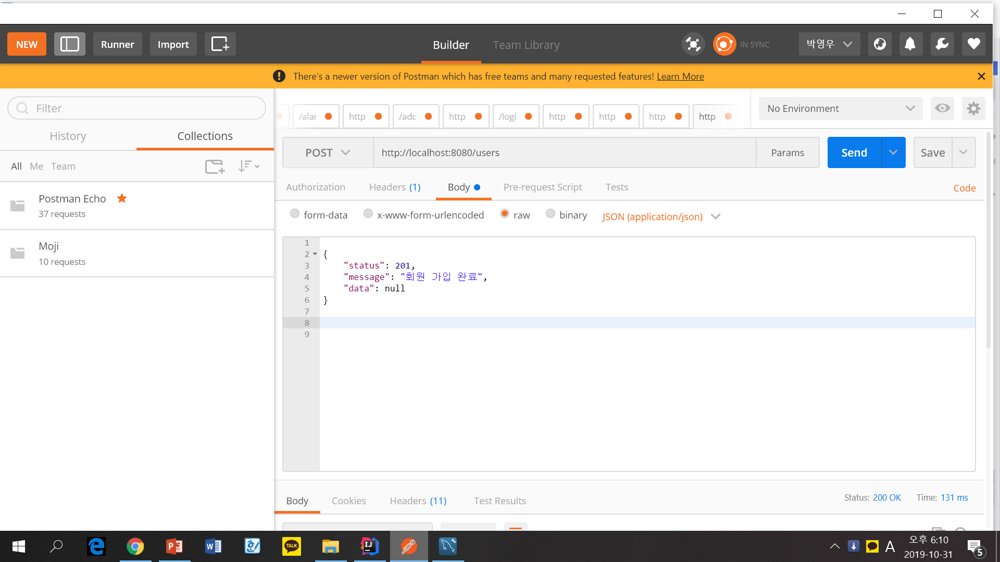 NEW
Runner
Import
Builder
Team Library
IN SYNC
박영우
There's a newer version of Postman which has free teams and many requested features! Learn More
Filter
History
Collections
All Me Team
Postman Echo
37 requests
Moji
10 requests
/alar
http
/adc
http
/logi
http
http
http
http
No Environment
POST
http://localhost:8080/users
Params
Send
Save
Authorization
Headers (1)
Body
Pre-request Script
Tests
Code
form-data
x-www-form-urlencoded
raw
binary
JSON (application/json)
1
2 {
3 "status": 201,
4 "message": "회원 가입 완료",
5 "data": null
6 }
7
8
9
Body
Cookies
Headers (11)
Test Results
Status: 200 OK
Time: 131 ms
TALK
IJ
A
오후 6:10
2019-10-31
5